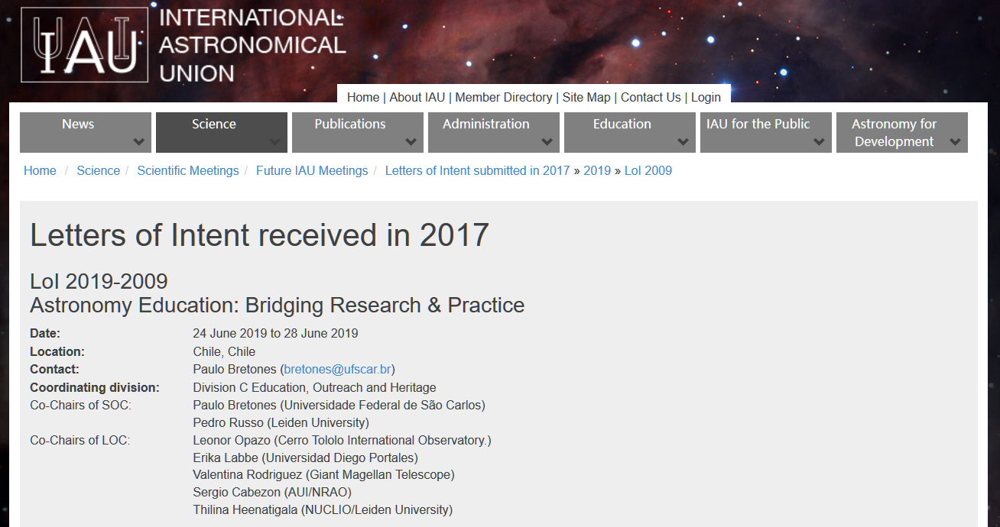 IAU
INTERNATIONAL
ASTRONOMICAL
UNION
Home | About IAU | Member Directory | Site Map | Contact Us | Login
News
Science
Publications
Administration
Education
IAU for the Public
Astronomy for
Development
Home / Science / Scientific Meetings / Future IAU Meetings / Letters of Intent submitted in 2017 » 2019 » LoI 2009
Letters of Intent received in 2017
LoI 2019-2009
Astronomy Education: Bridging Research & Practice
Date: 24 June 2019 to 28 June 2019
Location: Chile, Chile
Contact: Paulo Bretones (bretones@ufscar.br)
Coordinating division: Division C Education, Outreach and Heritage
Co-Chairs of SOC: Paulo Bretones (Universidade Federal de São Carlos)
Pedro Russo (Leiden University)
Co-Chairs of LOC: Leonor Opazo (Cerro Tololo International Observatory.)
Erika Labbe (Universidad Diego Portales)
Valentina Rodriguez (Giant Magellan Telescope)
Sergio Cabezon (AUI/NRAO)
Thilina Heenatigala (NUCLIO/Leiden University)